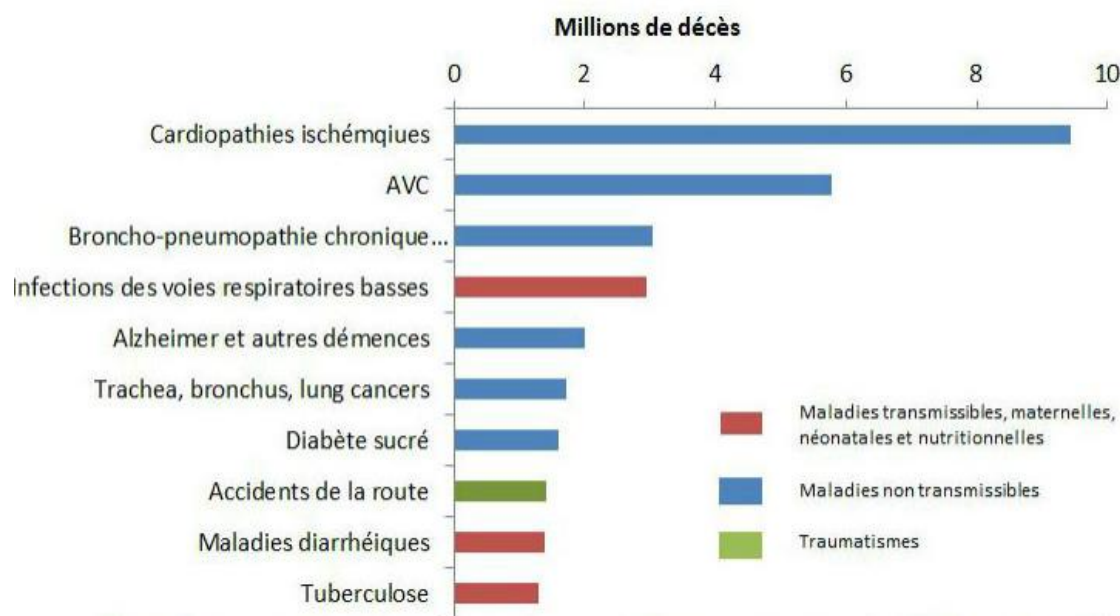 Millions de décès
0 2 4 6 8 10
Cardiopathies ischémqiues
AVC
Broncho-pneumopathie chronique...
Infections des voies respiratoires basses
Alzheimer et autres démences
Trachea, bronchus, lung cancers
Diabète sucré
Accidents de la route
Maladies diarrhéiques
Tuberculose
Maladies transmissibles, maternelles,
néonatales et nutritionnelles
Maladies non transmissibles
Traumatismes